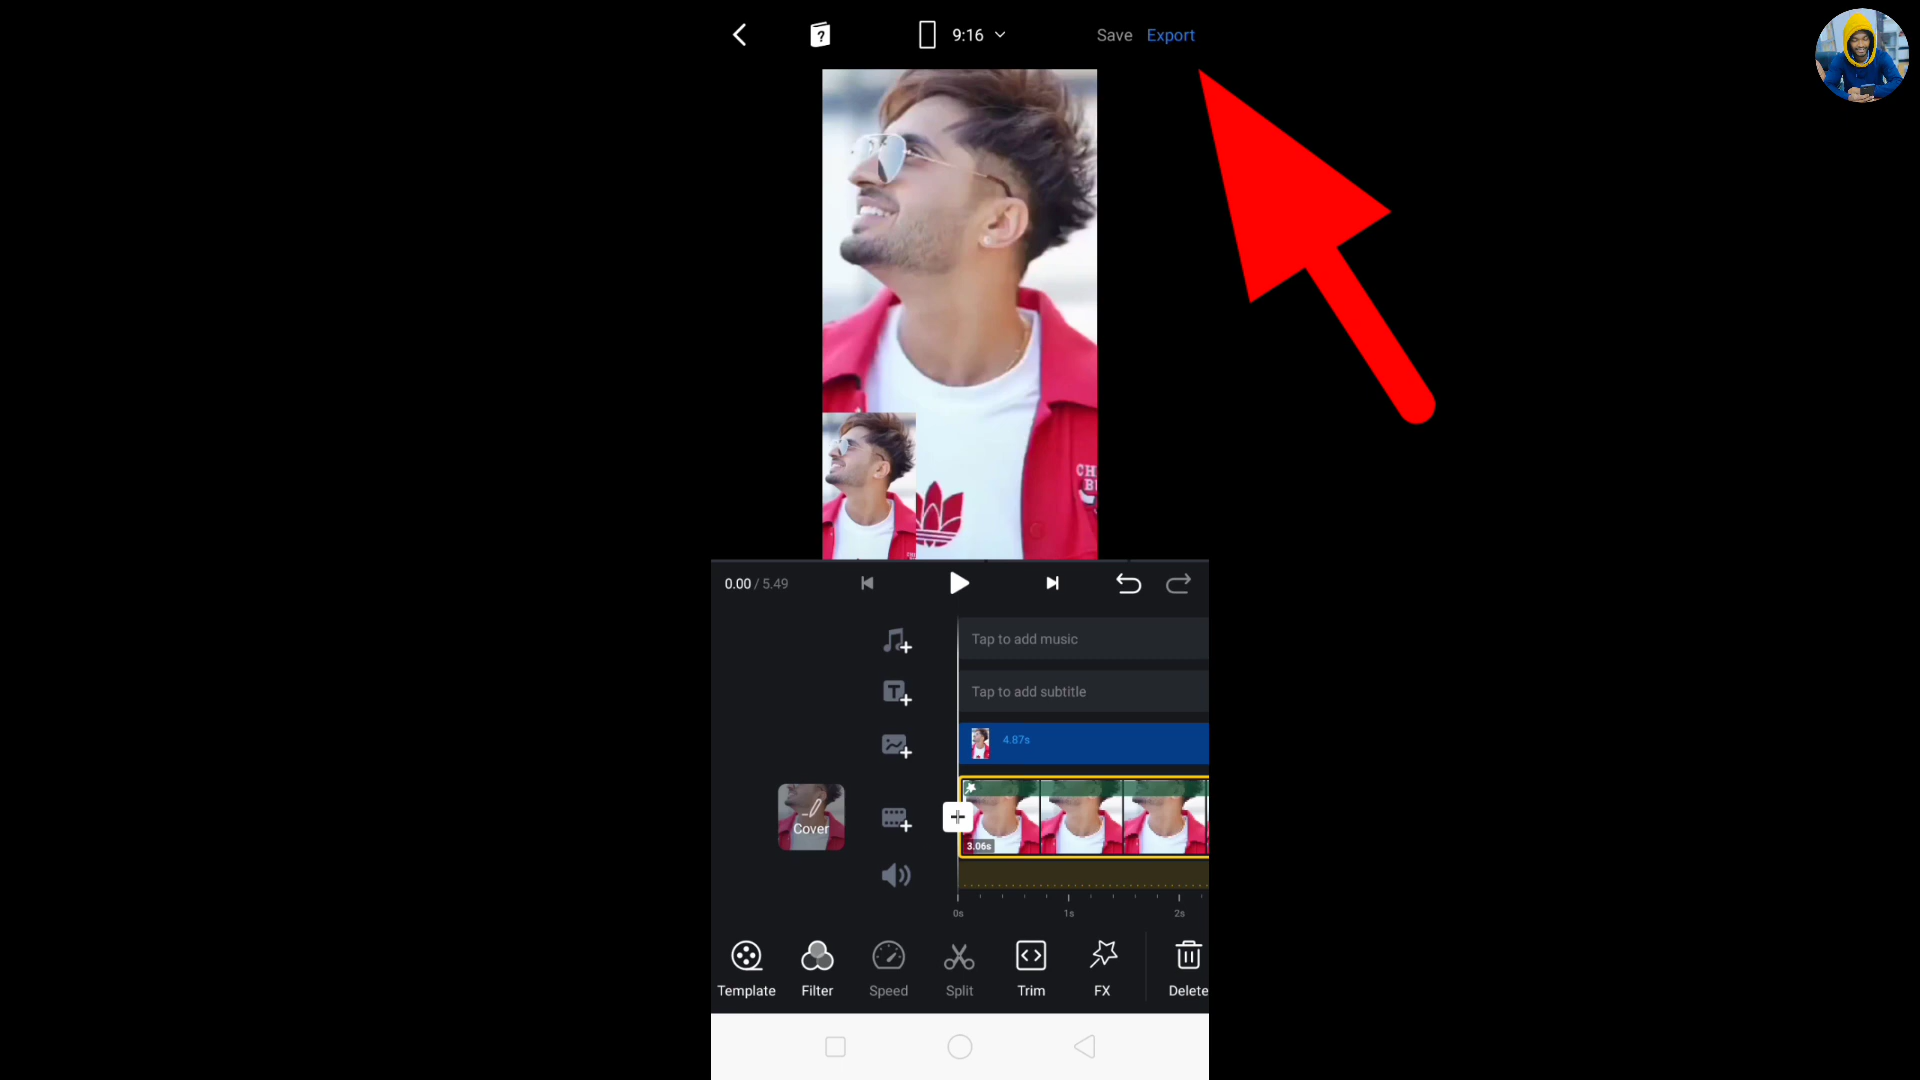 9:16
Save Export
CH
B
0.00 / 5.49
Tap to add music
Tap to add subtitle
4.87s
Cover
3.06s
0s 1s 2s
Template Filter Speed Split Trim FX Delete